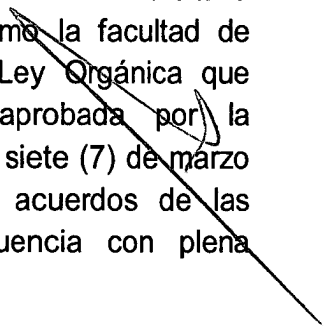 mo la facultad de
Ley Orgánica que
aprobada por la
siete (7) de marzo
acuerdos de las
uencia con plena